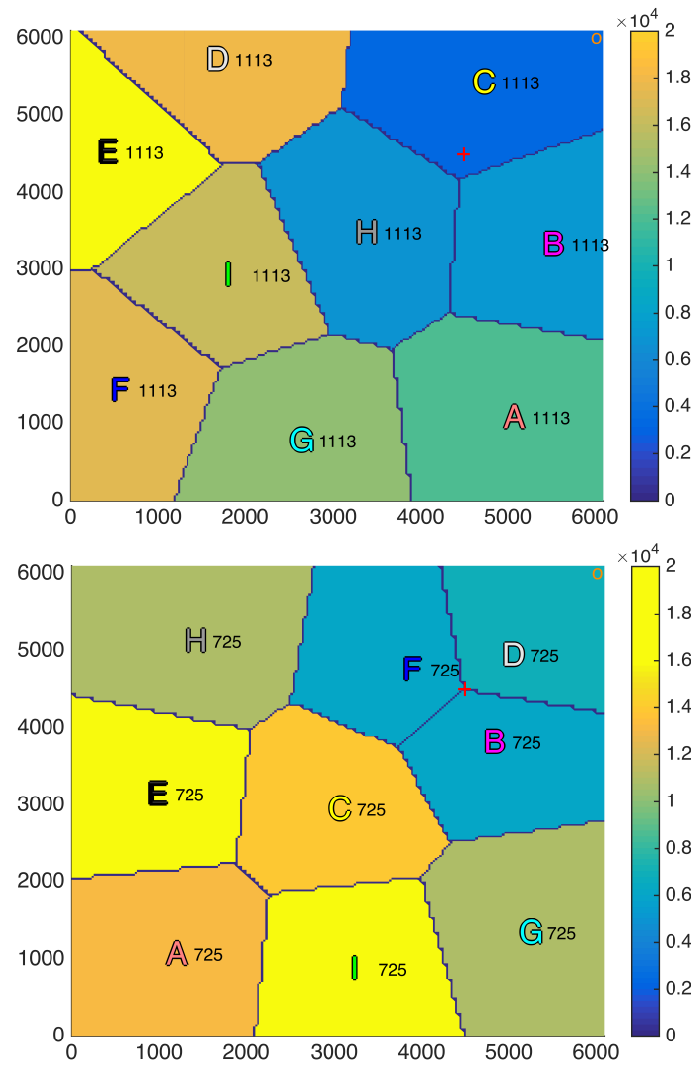 ×10⁴
6000
D 1113
O
2
C 1113
1.8
5000
1.6
E 1113
1.4
4000
1.2
H 1113
B 1113
3000
I 1113
1
0.8
2000
F 1113
0.6
A 1113
1000
G 1113
0.4
0.2
0
0
0 1000 2000 3000 4000 5000 6000
×10⁴
6000
O
2
1.8
H 725
D 725
5000
F 725
1.6
1.4
4000
B 725
1.2
E 725
C 725
3000
1
0.8
2000
G 725
0.6
A 725
I 725
1000
0.4
0.2
0
0
0 1000 2000 3000 4000 5000 6000